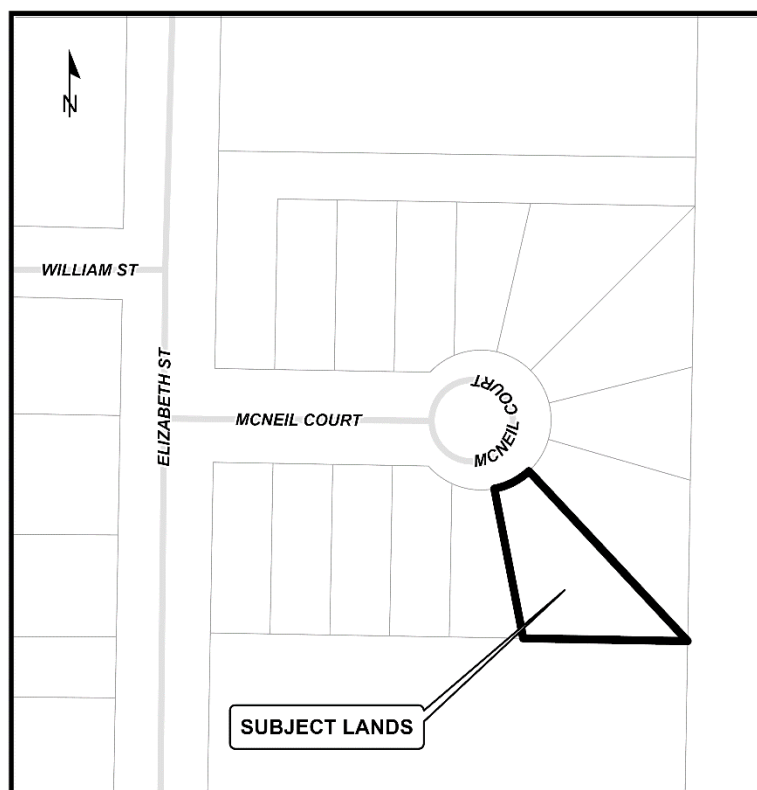 N
WILLIAM ST
ELIZABETH ST
MCNEIL COURT
MCNEIL COURT
SUBJECT LANDS